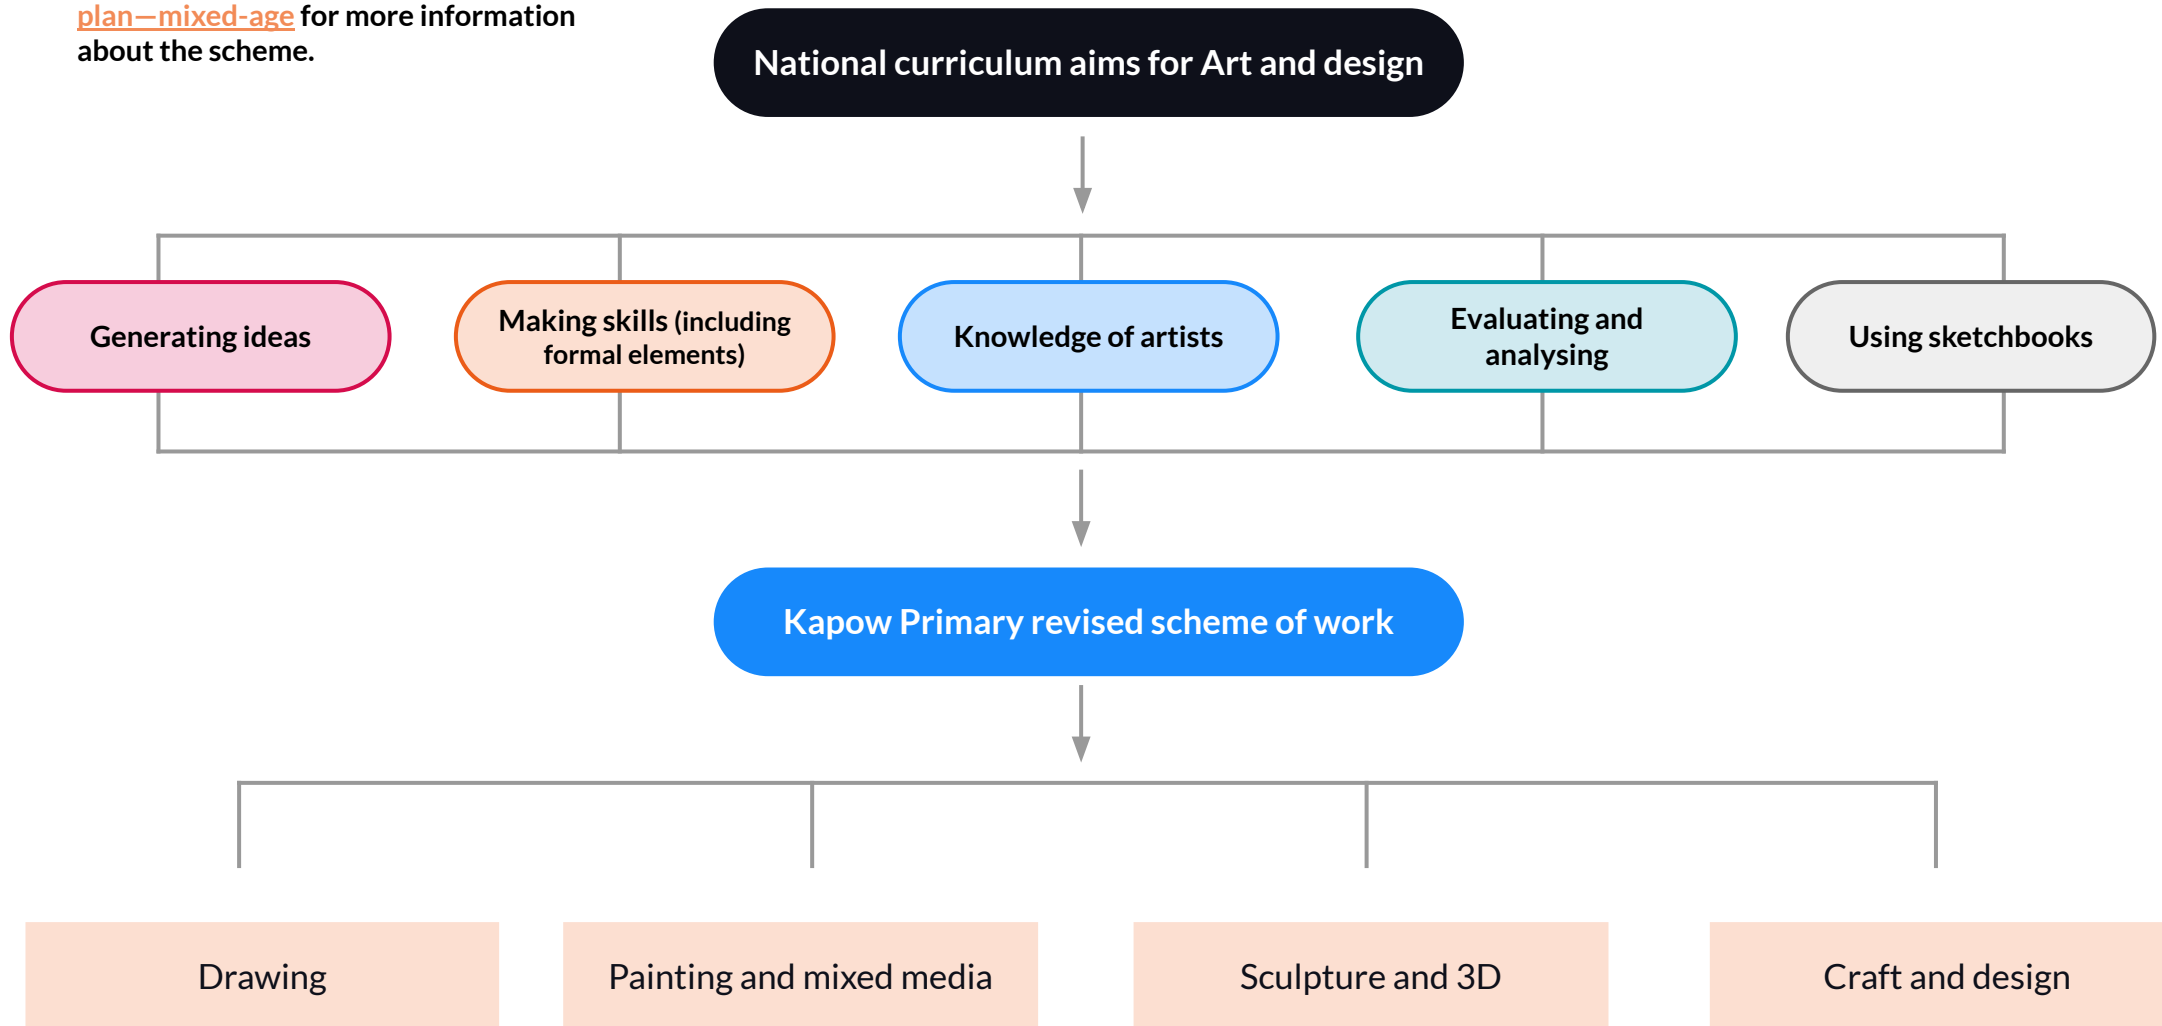 plan—mixed-age for more information
about the scheme.
National curriculum aims for Art and design
Generating ideas
Making skills (including
formal elements)
Knowledge of artists
Evaluating and
analysing
Using sketchbooks
Kapow Primary revised scheme of work
Drawing
Painting and mixed media
Sculpture and 3D
Craft and design